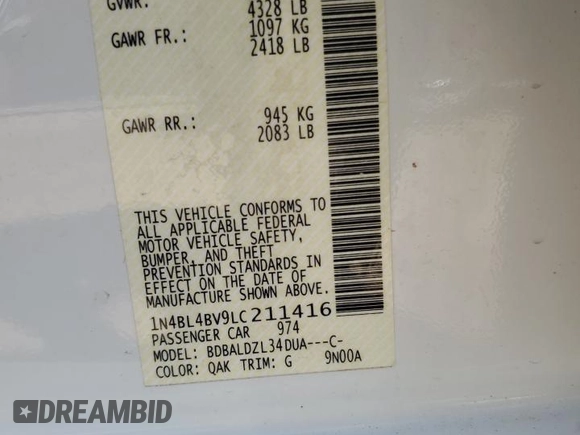 GVWR:
4328 LB
GAWR FR.: 1097 KG
2418 LB
GAWR RR.: 945 KG
2083 LB
THIS VEHICLE CONFORMS TO
ALL APPLICABLE FEDERAL
MOTOR VEHICLE SAFETY,
BUMPER, AND THEFT
PREVENTION STANDARDS IN
EFFECT ON THE DATE OF
MANUFACTURE SHOWN ABOVE.
1N4BL4BV9LC211416
PASSENGER CAR 974
MODEL: BDBALDZL34DUA---C-
COLOR: QAK TRIM: G 9N00A
DREAMBID